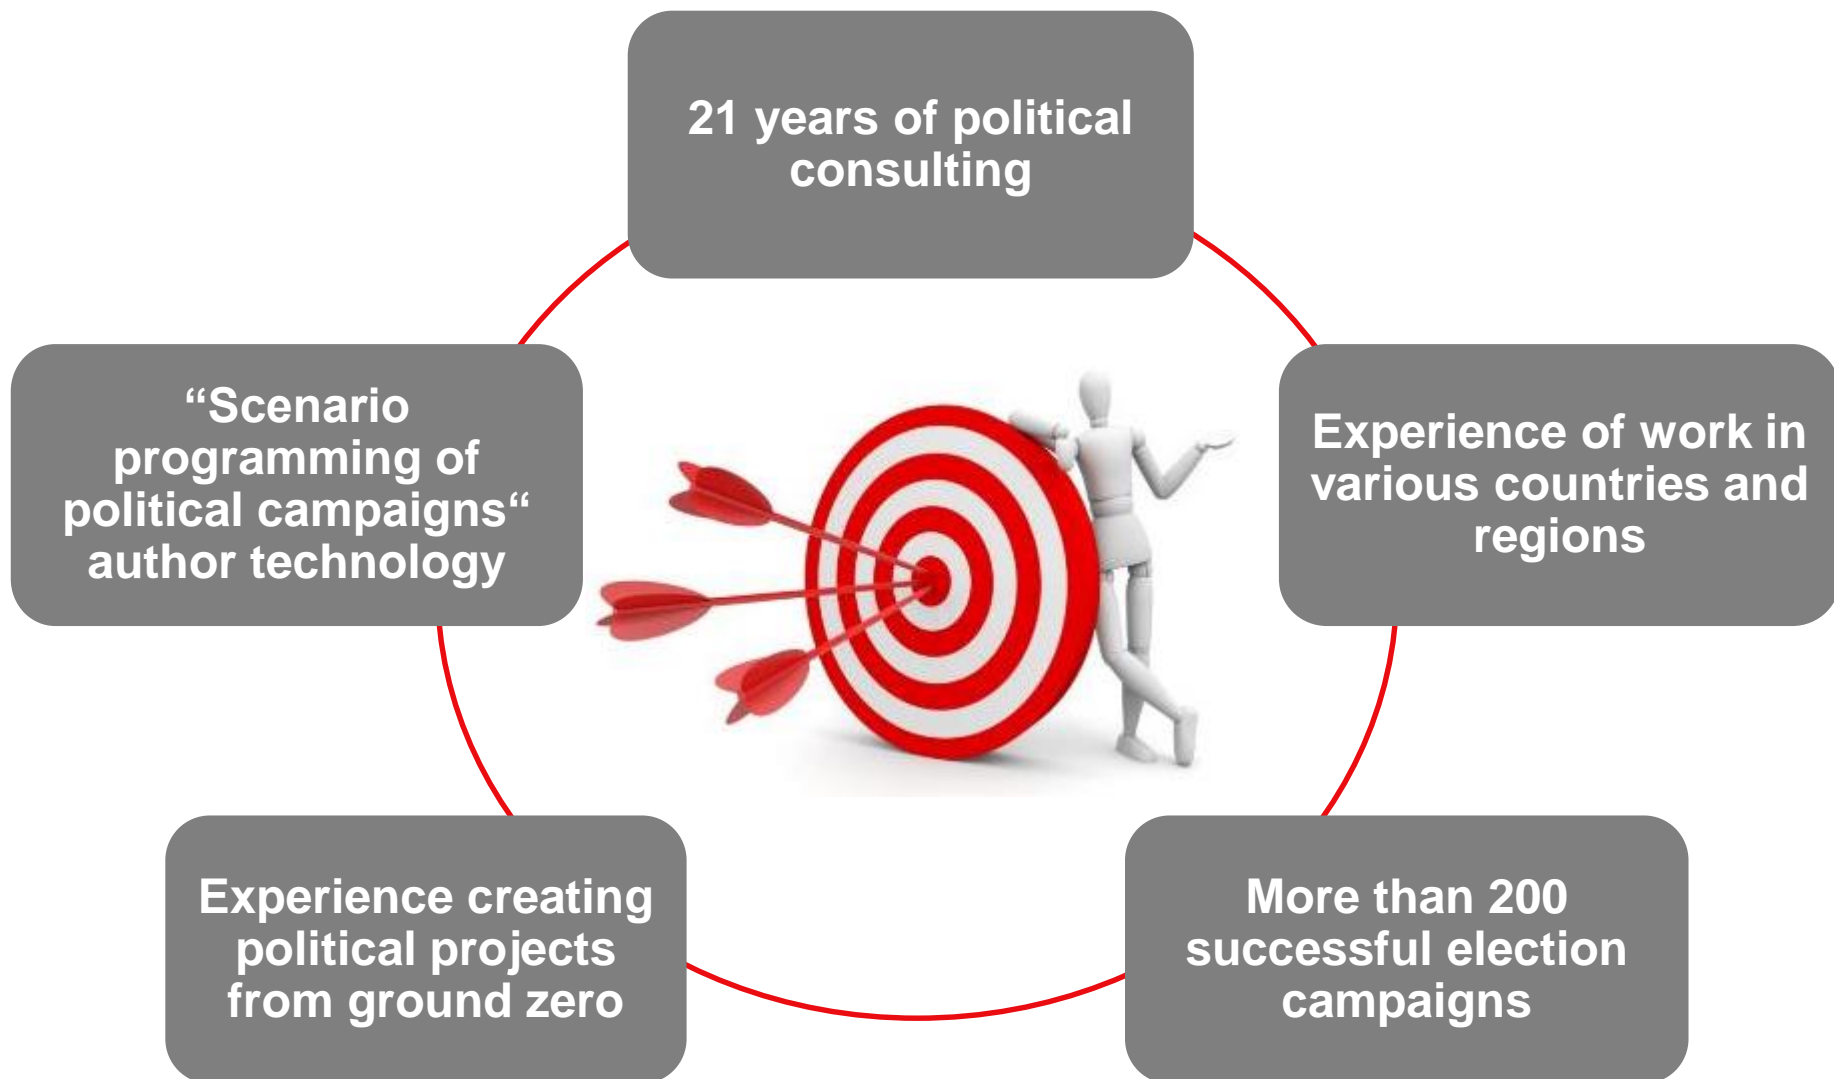 21 years of political
consulting
“Scenario
programming of
political campaigns“
author technology
Experience of work in
various countries and
regions
Experience creating
political projects
from ground zero
More than 200
successful election
campaigns